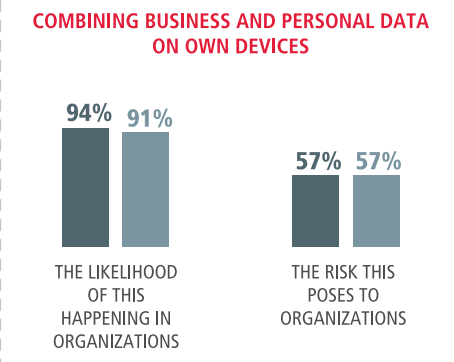 COMBINING BUSINESS AND PERSONAL DATA
ON OWN DEVICES
94% 91%
57% 57%
THE LIKELIHOOD
OF THIS
HAPPENING IN
ORGANIZATIONS
THE RISK THIS
POSES TO
ORGANIZATIONS